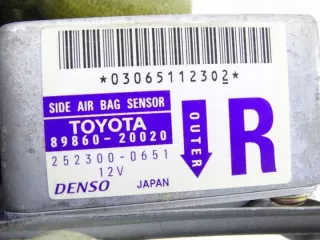 *03065112302*
SIDE AIR BAG SENSOR
TOYOTA
89860-20020
252300-0651
12V
DENSO JAPAN
OUTER
R